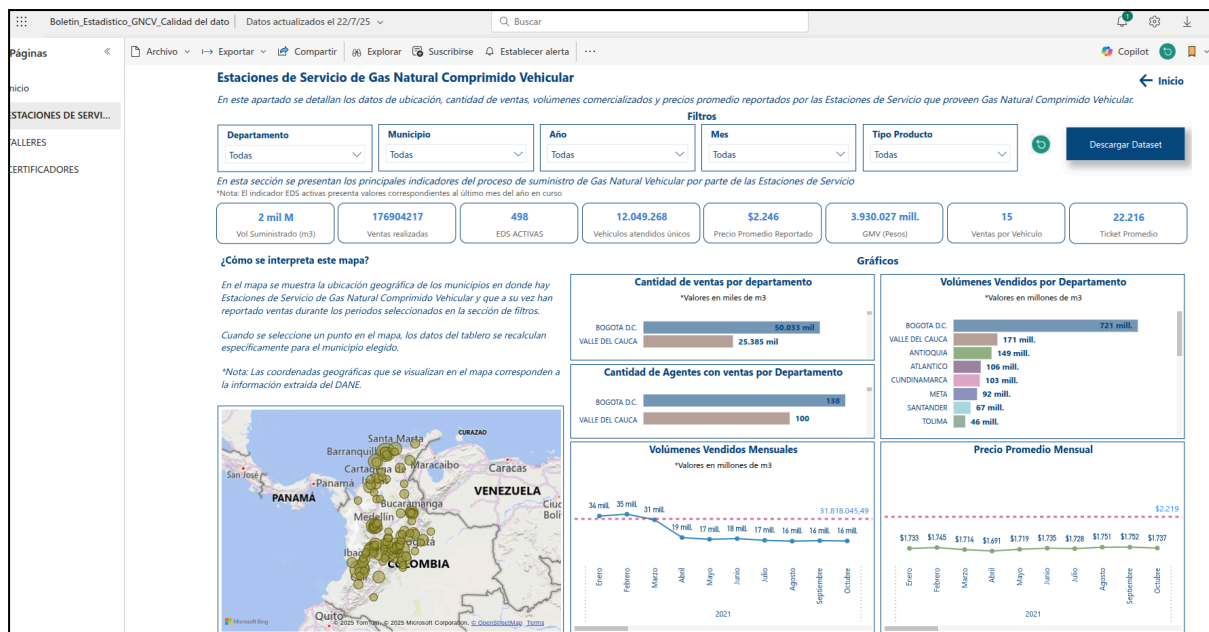 Boletin_Estadistico_GNCV_Calidad del dato | Datos actualizados el 22/7/25
Buscar
1
Páginas
Archivo Exportar Compartir Explorar Suscribirse Establecer alerta ...
Copilot
nicio
ESTACIONES DE SERVI...
TALLERES
CERTIFICADORES
Estaciones de Servicio de Gas Natural Comprimido Vehicular
Inicio
En este apartado se detallan los datos de ubicación, cantidad de ventas, volúmenes comercializados y precios promedio reportados por las Estaciones de Servicio que proveen Gas Natural Comprimido Vehicular.
Filtros
Departamento
Todas
Municipio
Todas
Año
Todas
Mes
Todas
Tipo Producto
Todas
Descargar Dataset
En esta sección se presentan los principales indicadores del proceso de suministro de Gas Natural Vehicular por parte de las Estaciones de Servicio
*Nota: El indicador EDS activas presenta valores correspondientes al último mes del año en curso
2 mil M
Vol Suministrado (m3)
176904217
Ventas realizadas
498
EDS ACTIVAS
12.049.268
Vehículos atendidos únicos
$2.246
Precio Promedio Reportado
3.930.027 mill.
GMV (Pesos)
15
Ventas por Vehículo
22.216
Ticket Promedio
¿Cómo se interpreta este mapa?
En el mapa se muestra la ubicación geográfica de los municipios en donde hay
Estaciones de Servicio de Gas Natural Comprimido Vehicular y que a su vez han
reportado ventas durante los periodos seleccionados en la sección de filtros.
Cuando se seleccione un punto en el mapa, los datos del tablero se recalculan
específicamente para el municipio elegido.
*Nota: Las coordenadas geográficas que se visualizan en el mapa corresponden a
la información extraída del DANE.
Santa Marta
CURAZAO
Barranquill
Cartagena de
Maracaibo
Caracas
San José
Panamá
PANAMÁ
VENEZUELA
Bucaramanga
Ciuc
Bolí
Medellín
Bogotá
Ibag
COLOMBIA
Quito
Microsoft Bing
© 2025 TomTom, © 2025 Microsoft Corporation, © OpenStreetMap Terms
Gráficos
Cantidad de ventas por departamento
*Valores en miles de m3
BOGOTA D.C. 50.033 mil
VALLE DEL CAUCA 25.385 mil
Cantidad de Agentes con ventas por Departamento
BOGOTA D.C. 138
VALLE DEL CAUCA 100
Volúmenes Vendidos por Departamento
*Valores en millones de m3
BOGOTA D.C. 721 mill.
VALLE DEL CAUCA 171 mill.
ANTIOQUIA 149 mill.
ATLANTICO 106 mill.
CUNDINAMARCA 103 mill.
META 92 mill.
SANTANDER 67 mill.
TOLIMA 46 mill.
Volúmenes Vendidos Mensuales
*Valores en millones de m3
31.818.045,49
34 mill. 35 mill. 31 mill. 19 mill. 17 mill. 18 mill. 17 mill. 16 mill. 16 mill. 16 mill.
Enero Febrero Marzo Abril Mayo Junio Julio Agosto Septiembre Octubre
2021
Precio Promedio Mensual
$2.219
$1.733 $1.745 $1.714 $1.691 $1.719 $1.735 $1.728 $1.751 $1.752 $1.737
Enero Febrero Marzo Abril Mayo Junio Julio Agosto Septiembre Octubre
2021